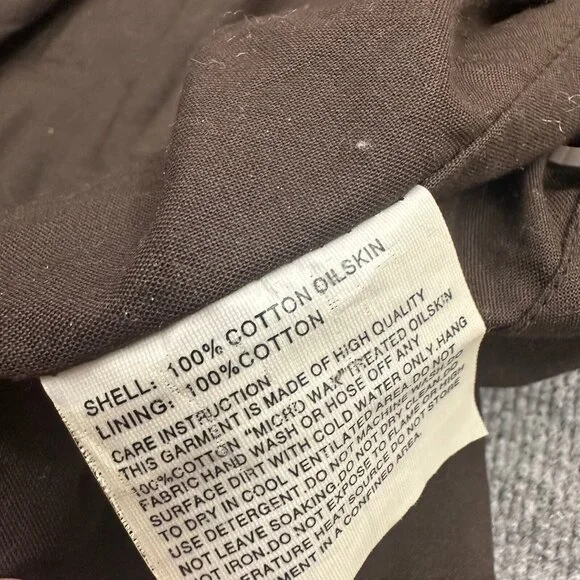 SHELL: 100% COTTON OILSKIN
LINING: 100% COTTON
CARE INSTRUCTION
THIS GARMENT IS MADE OF HIGH QUALITY
100% COTTON "MICRO WAX" TREATED OILSKIN
FABRIC HAND WASH OR HOSE OFF ANY
SURFACE DIRT WITH COLD WATER ONLY. HANG
TO DRY IN COOL VENTILATED AREA. DO NOT
USE DETERGENT. DO NOT MACHINE WASH DO
NOT LEAVE SOAKING. DO NOT DRY CLEAN. DO
NOT IRON. DO NOT EXPOSE TO FLAME OR HIGH
TEMPERATURE HEAT SOURCE DO NOT STORE
GARMENT IN A CONFINED AREA.